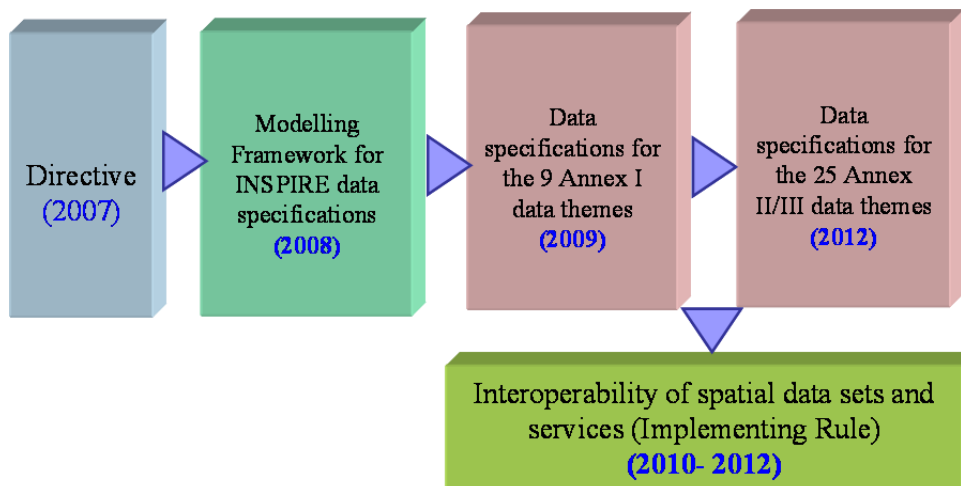 Directive
(2007)
Modelling
Framework for
INSPIRE data
specifications
(2008)
Data
specifications for
the 9 Annex I
data themes
(2009)
Data
specifications for
the 25 Annex
II/III data themes
(2012)
Interoperability of spatial data sets and
services (Implementing Rule)
(2010- 2012)